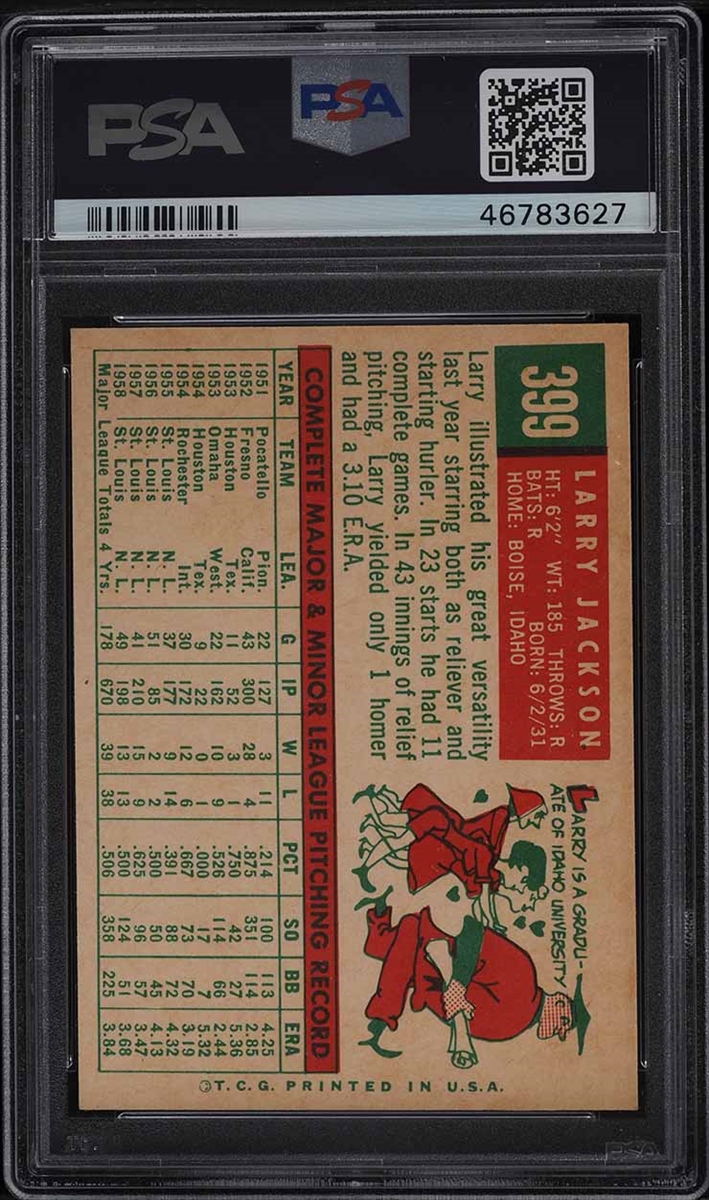 PSA
PSA
46783627
399
LARRY JACKSON
HT: 6'2" WT: 185 THROWS: R
BATS: R BORN: 6/2/31
HOME: BOISE, IDAHO
Larry illustrated his great versatility
last year starring both as reliever and
starting hurler. In 23 starts he had 11
complete games. In 43 innings of relief
pitching, Larry yielded only 1 homer
and had a 3.10 E.R.A.
LARRY IS A GRADU-
ATE OF IDAHO UNIVERSITY
COMPLETE MAJOR & MINOR LEAGUE PITCHING RECORD
YEAR TEAM LEA. G IP W L PCT SO BB ERA
1951 Pocatello Pion. 22 127 3 11 .214 100 113 4.25
1952 Fresno Calif. 43 300 28 4 .875 351 114 2.85
1953 Houston Tex. 11 52 3 1 .750 42 27 5.36
1953 Omaha West. 22 162 10 9 .526 114 66 2.44
1954 Houston Tex. 9 22 0 1 .000 17 7 5.32
1954 Rochester Int. 30 172 12 6 .667 73 70 3.19
1955 St. Louis N. L. 37 177 9 14 .391 88 72 4.32
1956 St. Louis N. L. 51 85 2 2 .500 50 45 4.13
1957 St. Louis N. L. 41 210 15 9 .625 96 57 3.47
1958 St. Louis N. L. 49 198 13 13 .500 124 51 3.68
Major League Totals 4 Yrs. 178 670 39 38 .506 358 225 3.84
©T.C.G. PRINTED IN U.S.A.
PSA